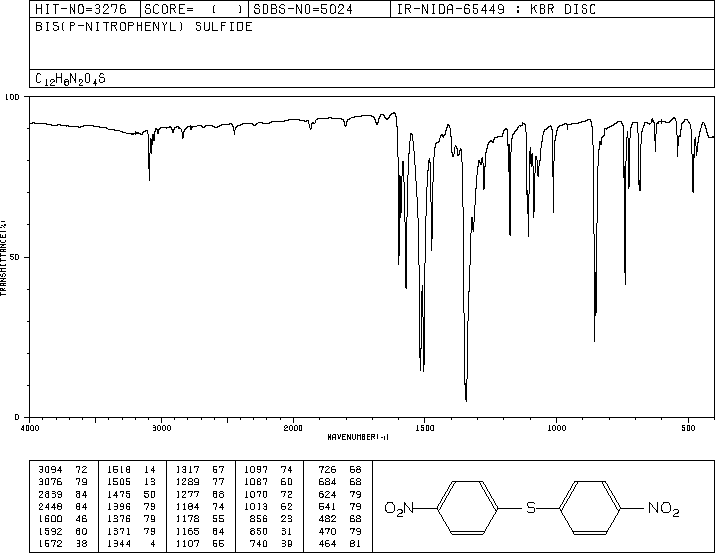 HIT-NO=3276 SCORE= ( ) SDBS-NO=5024 IR-NIDA-65449 : KBR DISC
BIS(P-NITROPHENYL) SULFIDE
C12H8N2O4S
100
50
0
TRANSMITTANCE(%)
4000 3000 2000 1500 1000 500
WAVENUMBER(-1)
3094 72 1518 14 1317 57 1097 74 726 68
3076 79 1505 13 1289 77 1087 60 684 68
2839 84 1475 50 1277 68 1070 72 624 79
2448 84 1396 79 1184 74 1013 62 541 79
1600 46 1376 79 1178 55 856 23 482 68
1592 60 1371 79 1165 84 850 31 470 79
1572 38 1344 4 1107 55 740 39 464 81
O2N S NO2